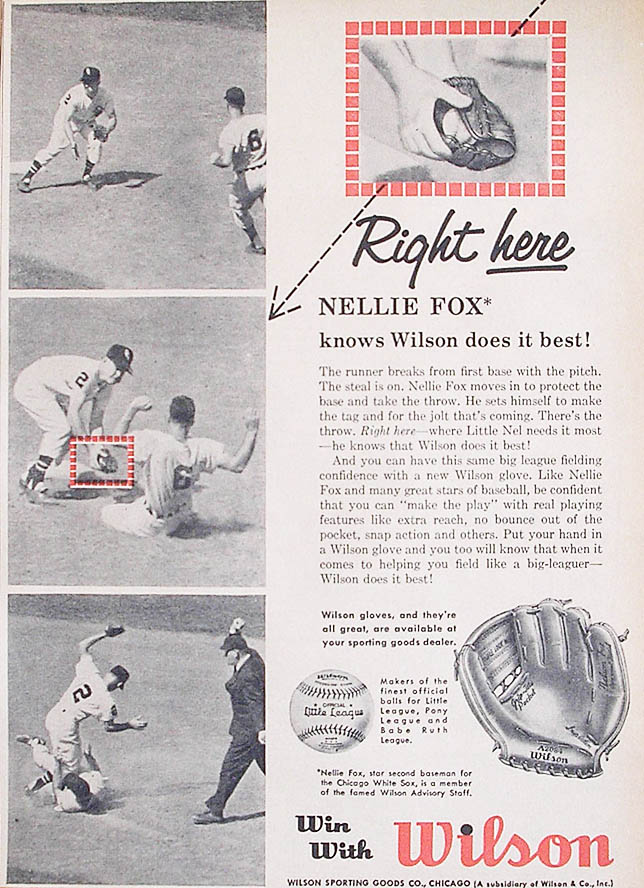 2
6
Right here
NELLIE FOX*
knows Wilson does it best!
The runner breaks from first base with the pitch.
The steal is on. Nellie Fox moves in to protect the
base and take the throw. He sets himself to make
the tag and for the jolt that's coming. There's the
throw. Right here—where Little Nel needs it most
—he knows that Wilson does it best!
And you can have this same big league fielding
confidence with a new Wilson glove. Like Nellie
Fox and many great stars of baseball, be confident
that you can "make the play" with real playing
features like extra reach, no bounce out of the
pocket, snap action and others. Put your hand in
a Wilson glove and you too will know that when it
comes to helping you field like a big-leaguer—
Wilson does it best!
2
6
Wilson gloves, and they're
all great, are available at
your sporting goods dealer.
Wilson
OFFICIAL
Little League
Makers of the
finest official
balls for Little
League, Pony
League and
Babe Ruth
League.
Grip
Pocket
A2064
Wilson
2
*Nellie Fox, star second baseman for
the Chicago White Sox, is a member
of the famed Wilson Advisory Staff.
Win
With Wilson
WILSON SPORTING GOODS CO., CHICAGO (A subsidiary of Wilson & Co., Inc.)